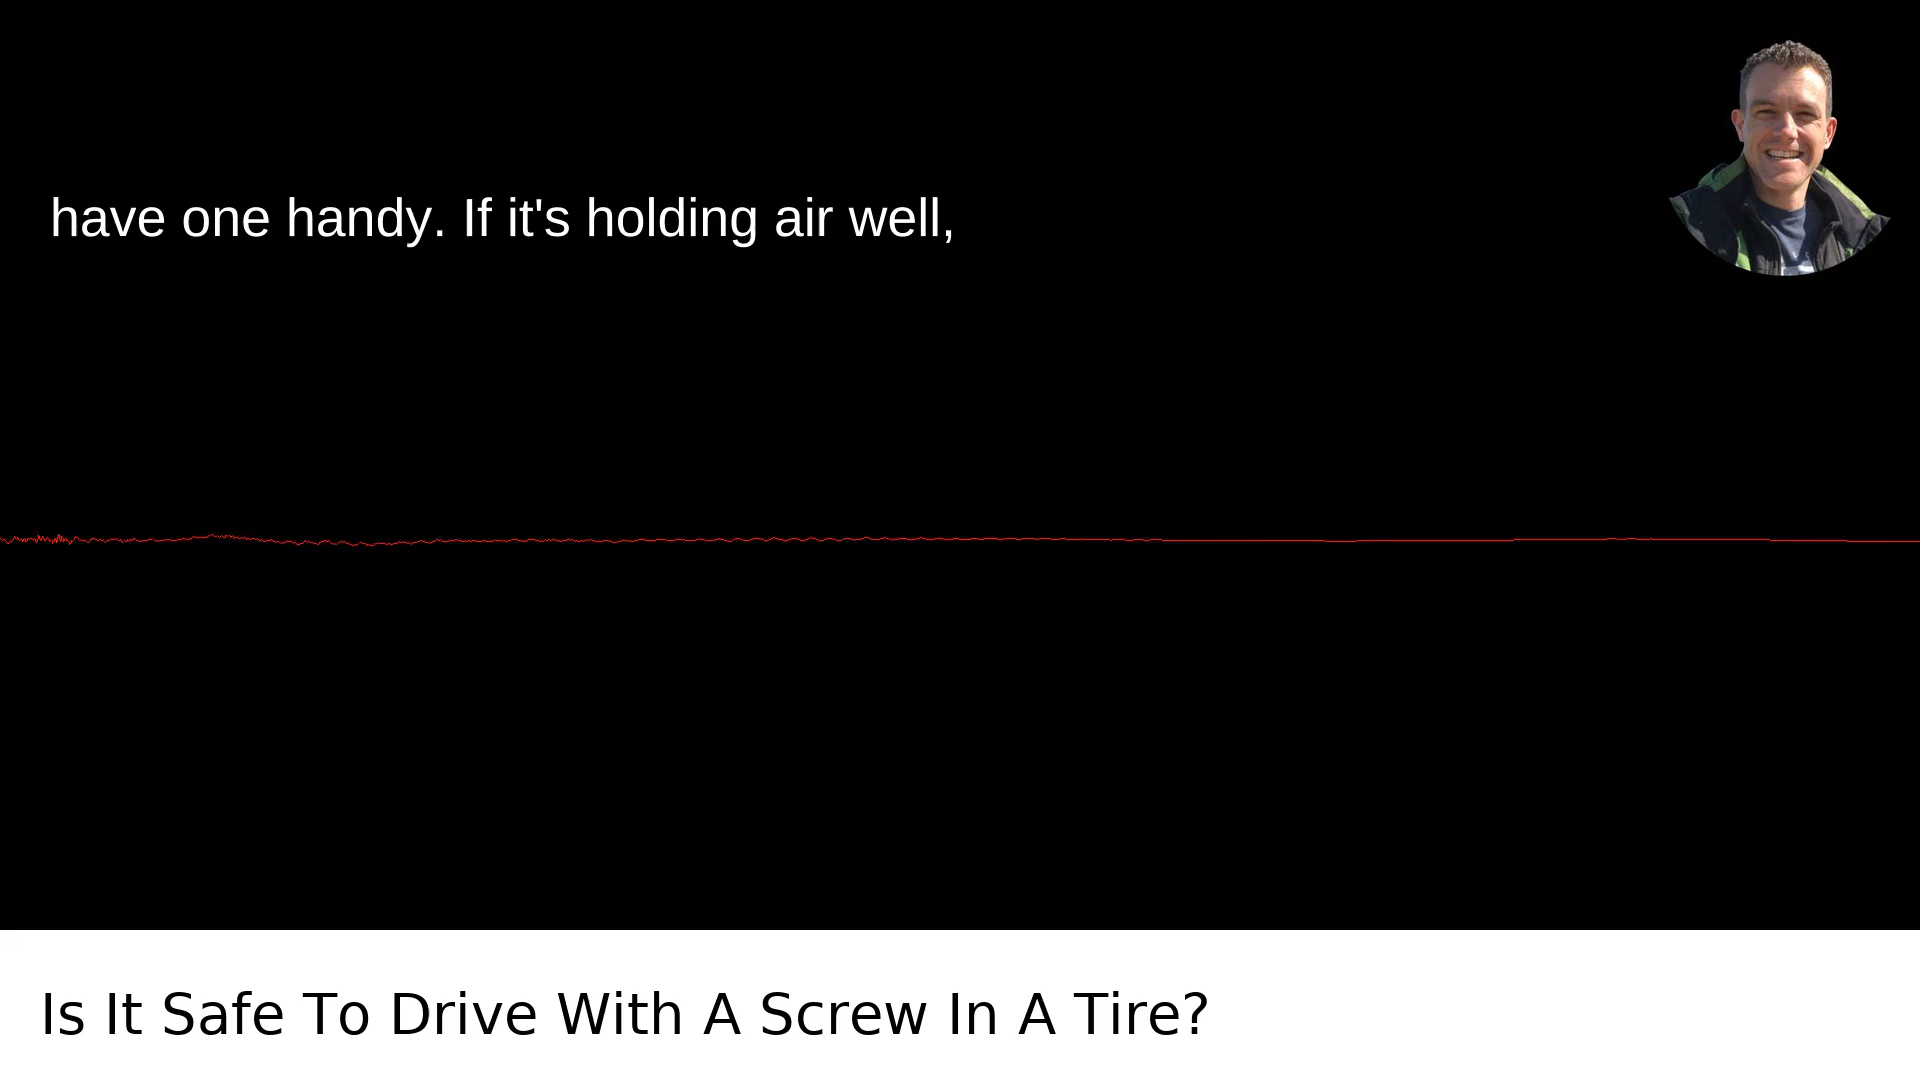 have one handy. If it's holding air well,
Is It Safe To Drive With A Screw In A Tire?